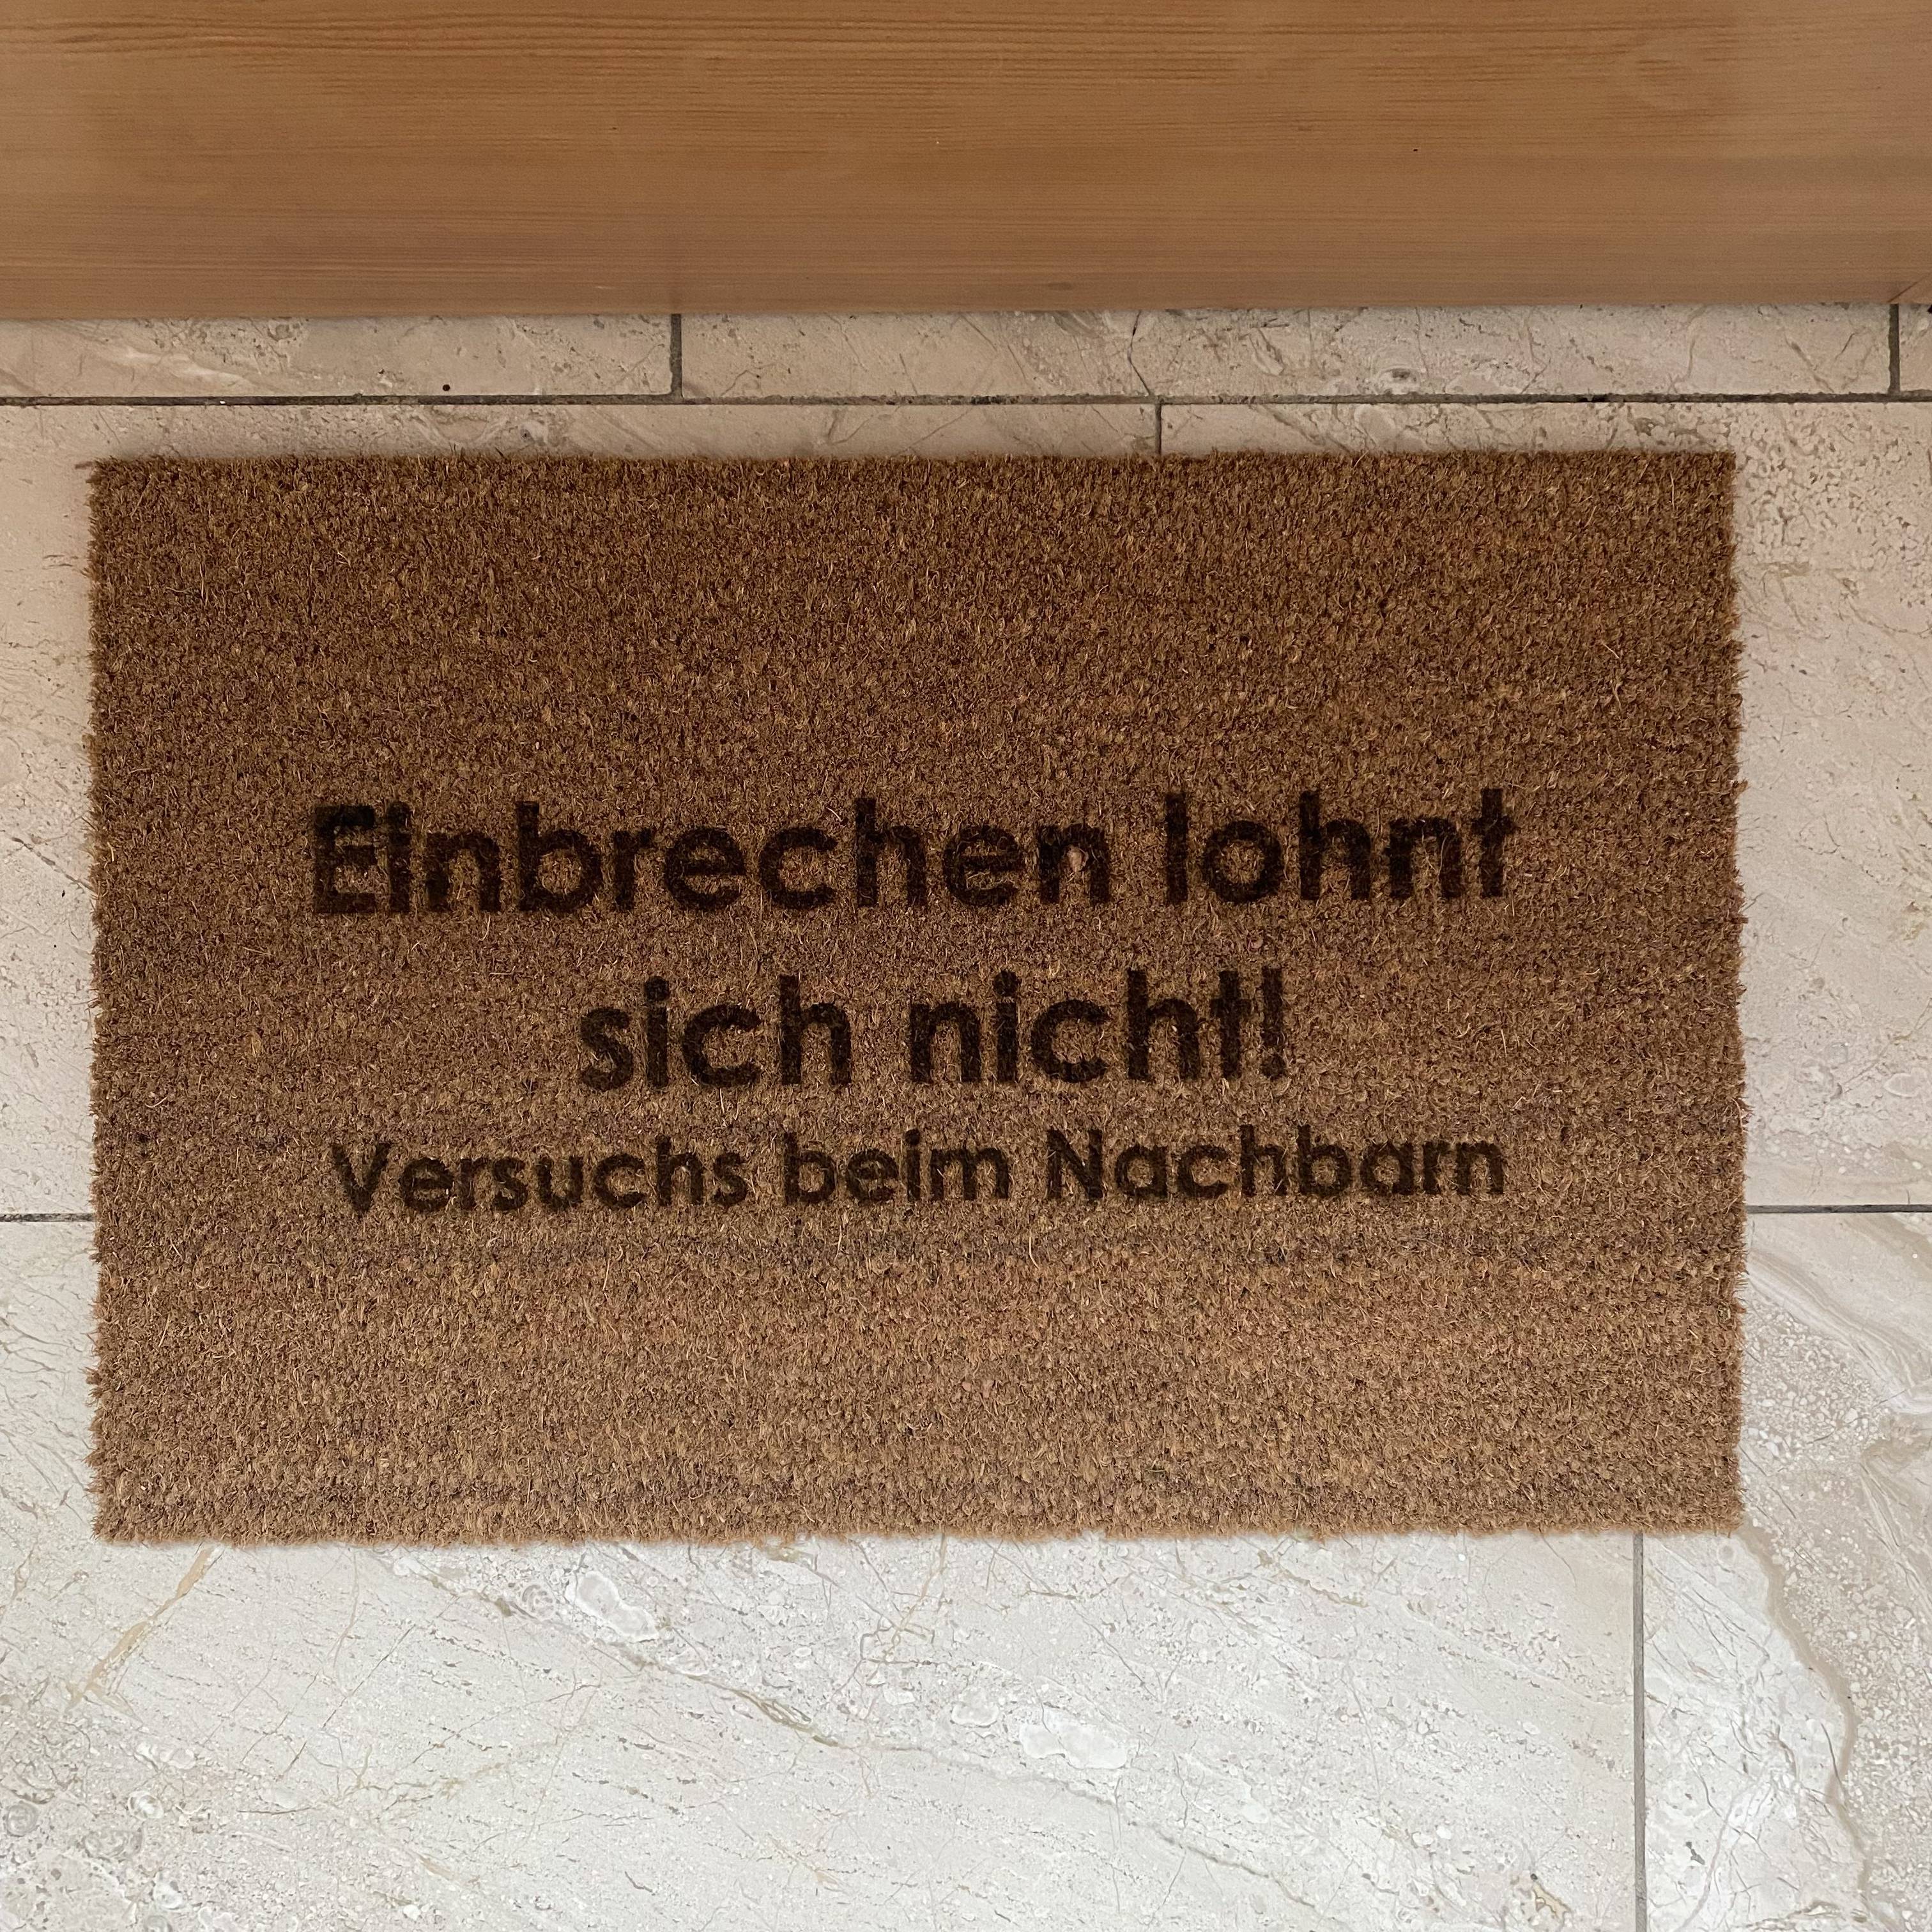 Einbrechen lohnt
sich nicht!
Versuchs beim Nachbarn